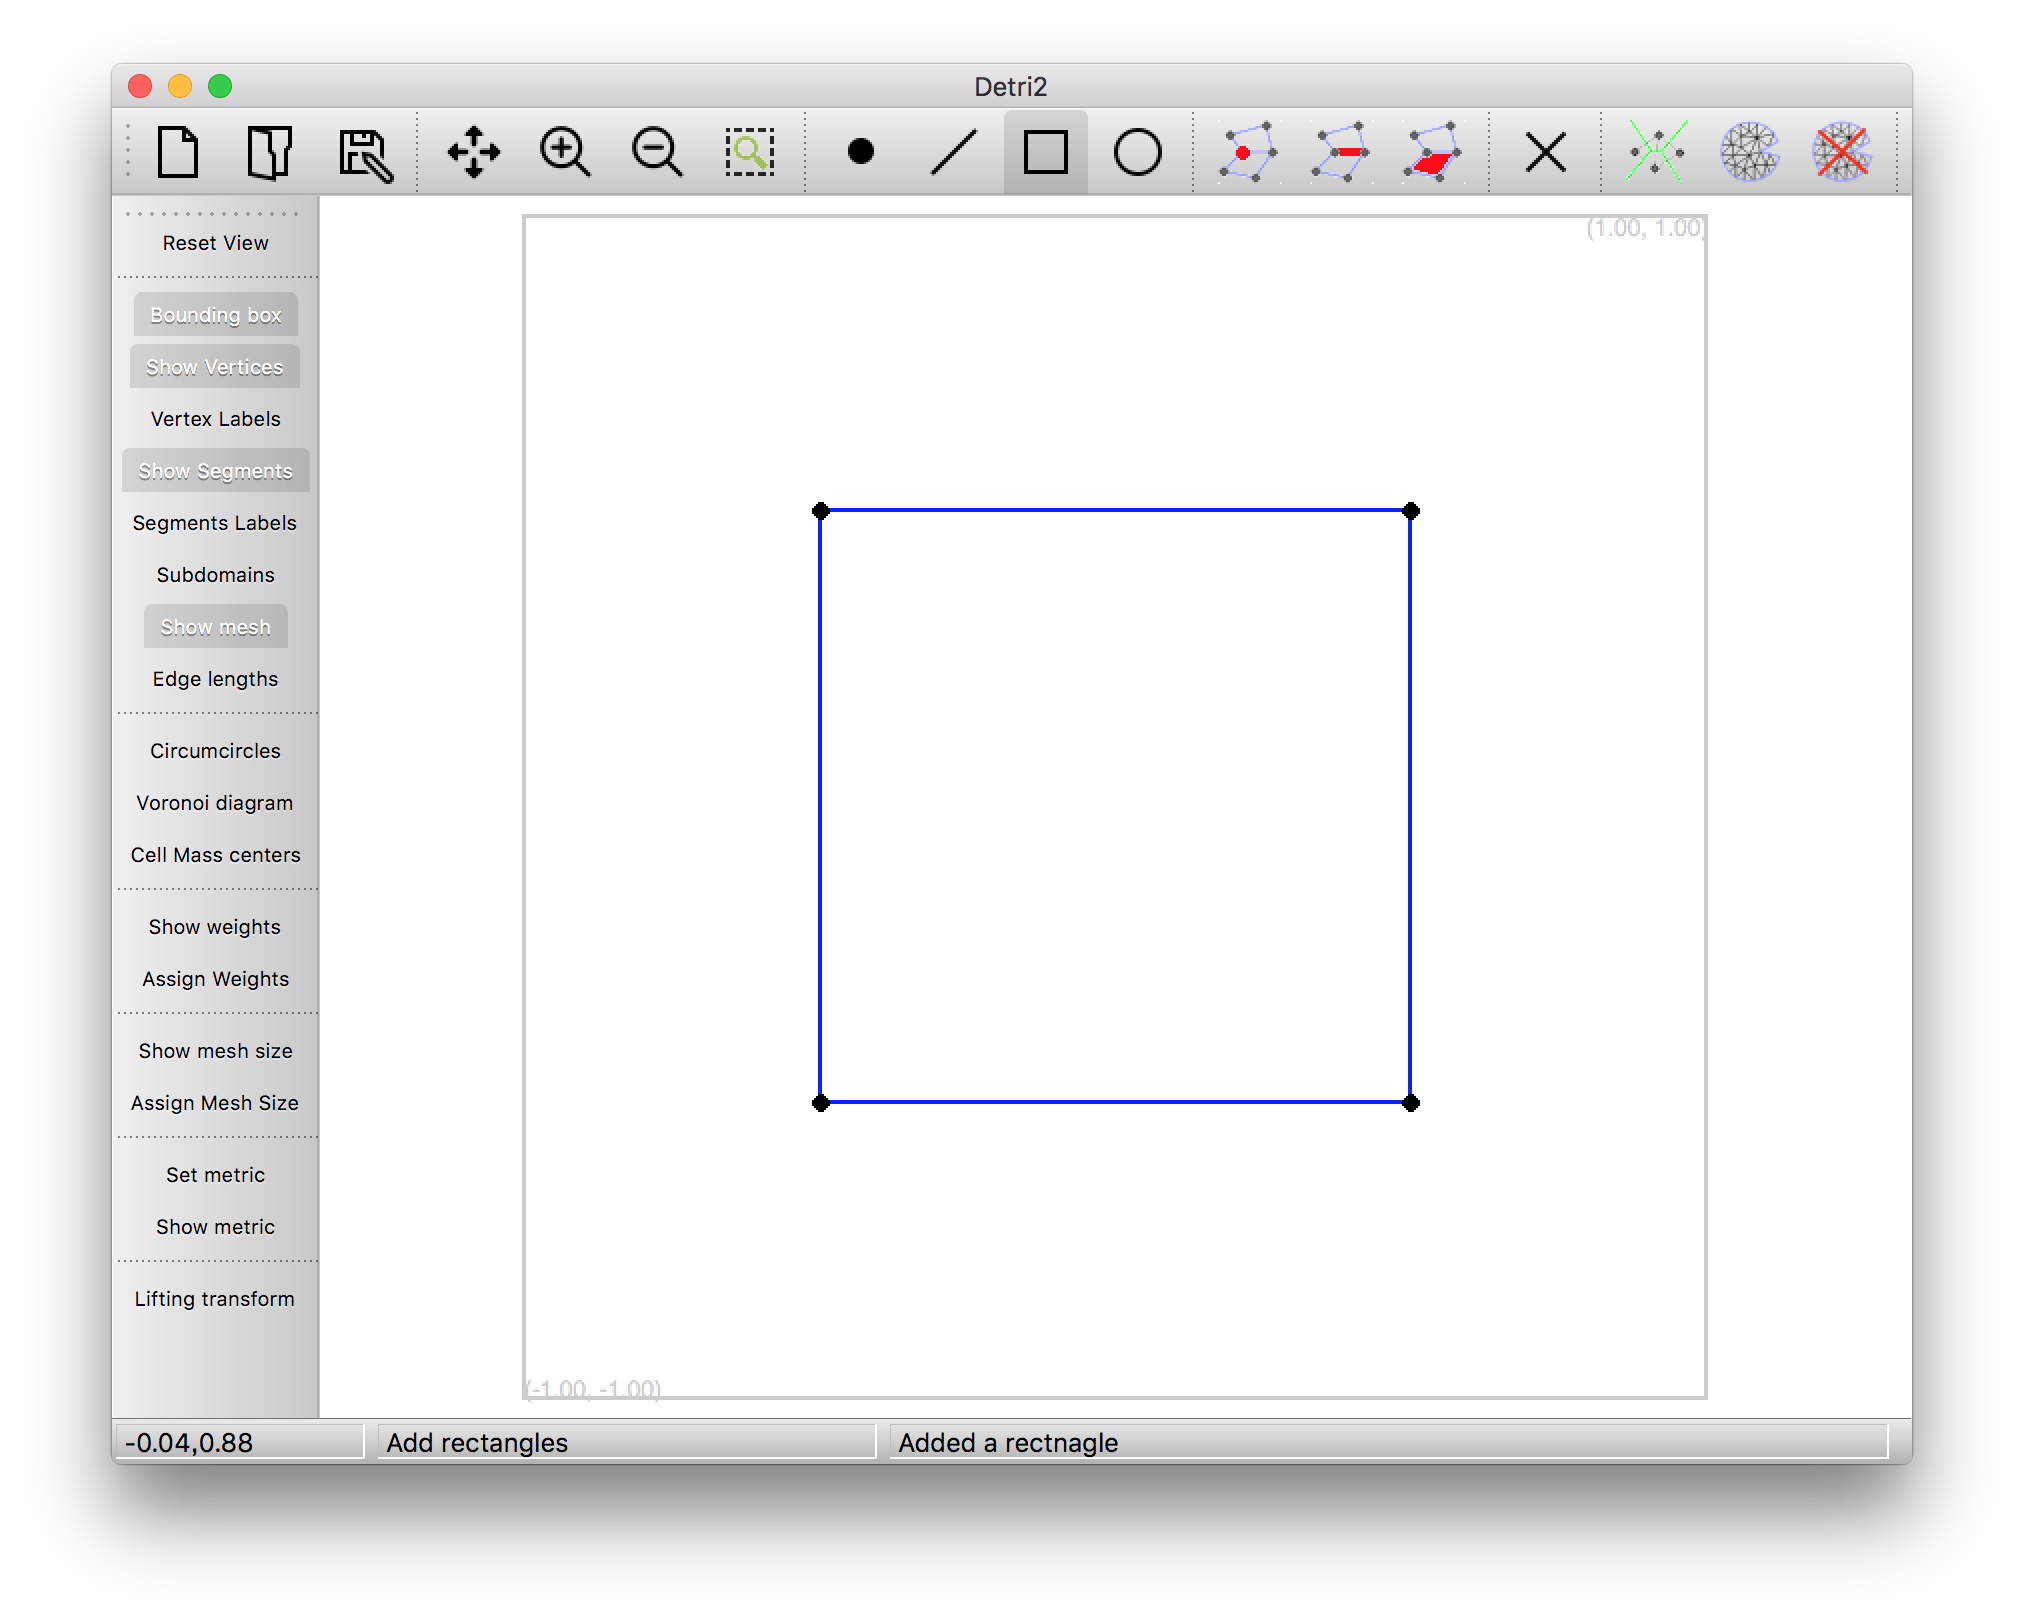 Detri2
Reset View
Bounding box
Show Vertices
Vertex Labels
Show Segments
Segments Labels
Subdomains
Show mesh
Edge lengths
Circumcircles
Voronoi diagram
Cell Mass centers
Show weights
Assign Weights
Show mesh size
Assign Mesh Size
Set metric
Show metric
Lifting transform
(1.00, 1.00)
(-1.00, -1.00)
-0.04,0.88
Add rectangles
Added a rectnagle